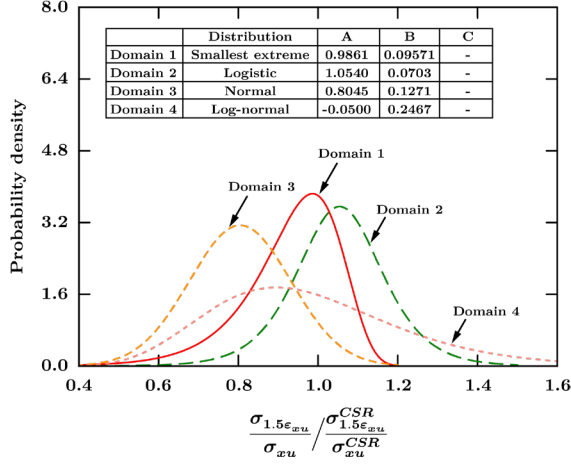 8.0
6.4
4.8
3.2
1.6
0.0
Probability density
Distribution A B C
Domain 1 Smallest extreme 0.9861 0.09571 -
Domain 2 Logistic 1.0540 0.0703 -
Domain 3 Normal 0.8045 0.1271 -
Domain 4 Log-normal -0.0500 0.2467 -
Domain 1
Domain 3
Domain 2
Domain 4
0.4 0.6 0.8 1.0 1.2 1.4 1.6
σ1.5εxu / σCSR1.5εxu
σxu σCSRxu